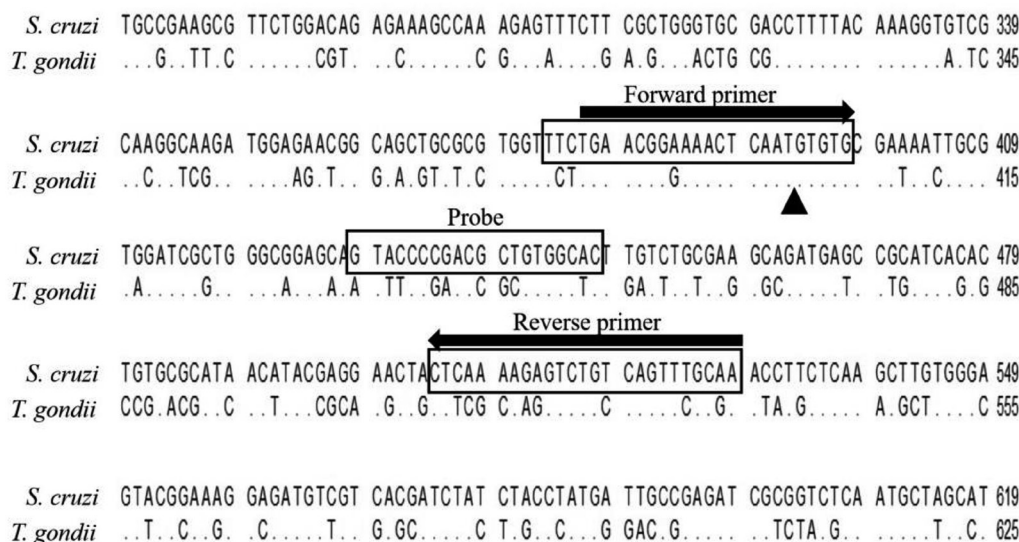 S. cruzi TGCCGAAGCG TTCTGGACAG AGAAAGCCAA AGAGTTTCTT CGCTGGGTGC GACCTTTTAC AAAGGTGTCG 339
T. gondii ...G..TT.C ......CGT. ..C.....C G...A....G A.G...ACTG CG........ .......A.TC 345
Forward primer
S. cruzi CAAGGCAAGA TGGAGAACGG CAGCTGCGCG TGGTTTCTGA ACGGAAAACT CAATGTGTGC GAAAATTGCG 409
T. gondii ..C..TCG.. ....AG.T.. G.A.GT.T.C .....CT... ....G..... .......... ...T..C... 415
Probe
S. cruzi TGGATCGCTG GGCGGAGCAG TACCCCGACG CTGTGGCACT TGTCTGCGAA GCAGATGAGC CGCATCACAC 479
T. gondii .A.....G.. ...A...A.A .TT..GA..C GC.....T.. GA.T..T..G .GC.....T. .TG....G.G 485
Reverse primer
S. cruzi TGTGCGCATA ACATACGAGG AACTACTCAA AAGAGTCTGT CAGTTTGCAA ACCTTCTCAA GCTTGTGGGA 549
T. gondii CCG.ACG..C ..T...CGCA .G..G..TCG C.AG....C. ....C..G.. .TA.G..... A.GCT....C 555
S. cruzi GTACGGAAAG GAGATGTCGT CACGATCTAT CTACCTATGA TTGCCGAGAT CGCGGTCTCA ATGCTAGCAT 619
T. gondii ..T..C..G. .C.....T.. G.GC....C T.G..C...G GAC.G..... ..TCTA.G.. ....T..C. 625